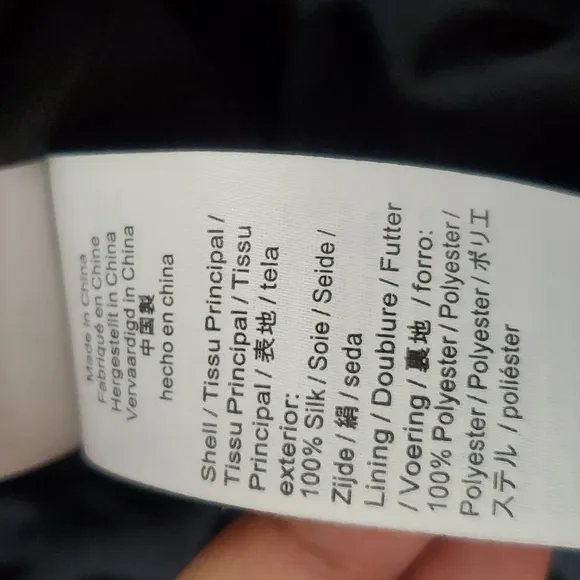 Made in China
Fabriqué en Chine
Hergestellt in China
Vervaardigd in China
中国製
hecho en china
Shell / Tissu Principal /
Tissu Principal / Tissu
Principal / 表地 / tela
exterior:
100% Silk / Soie / Seide /
Zijde / 絹 / seda
Lining / Doublure / Futter
/ Voering / 裏地 / forro:
100% Polyester / Polyester /
Polyester / Polyester / ポリエ
ステル / poliéster